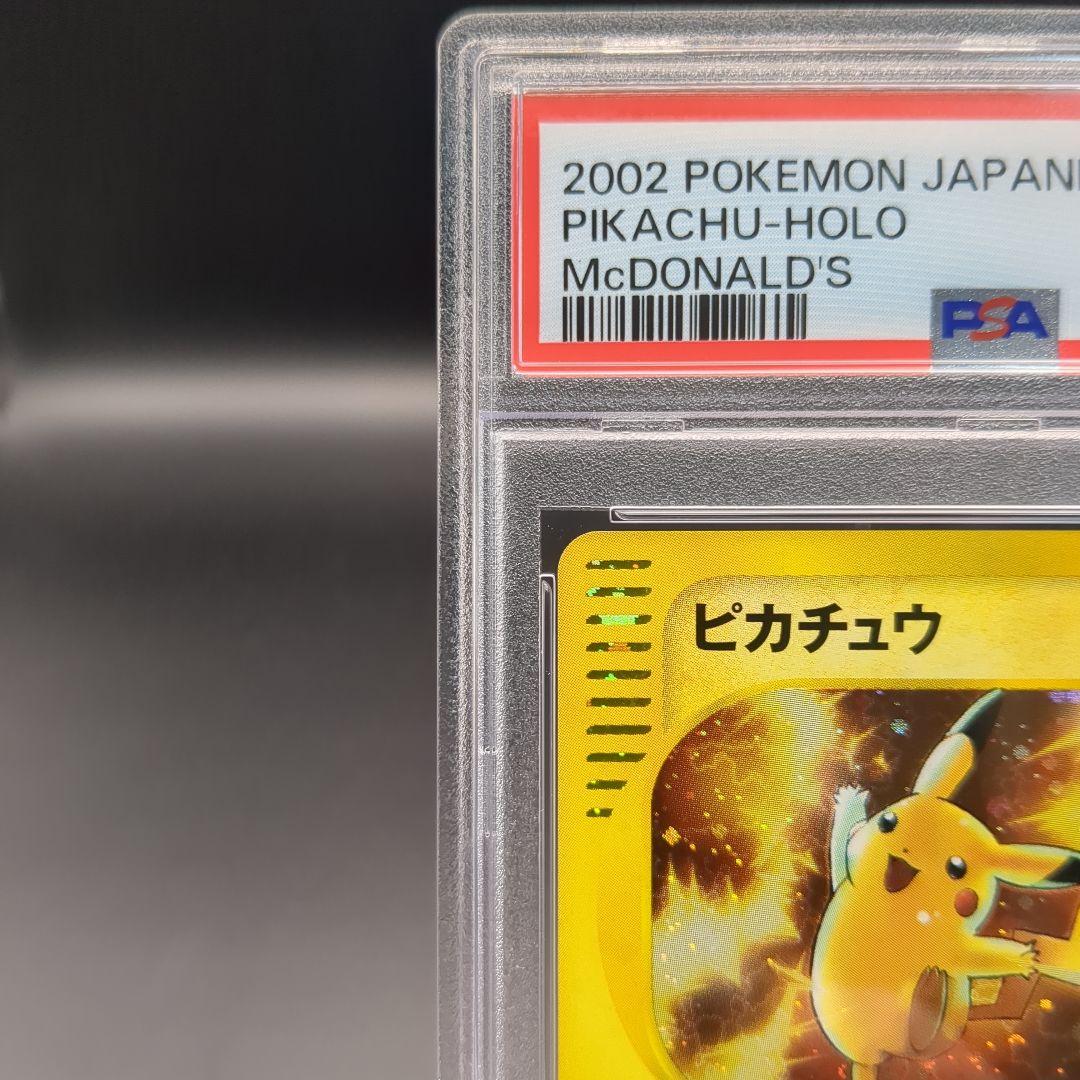 2002 POKEMON JAPAN
PIKACHU-HOLO
McDONALD'S
PSA
ピカチュウ